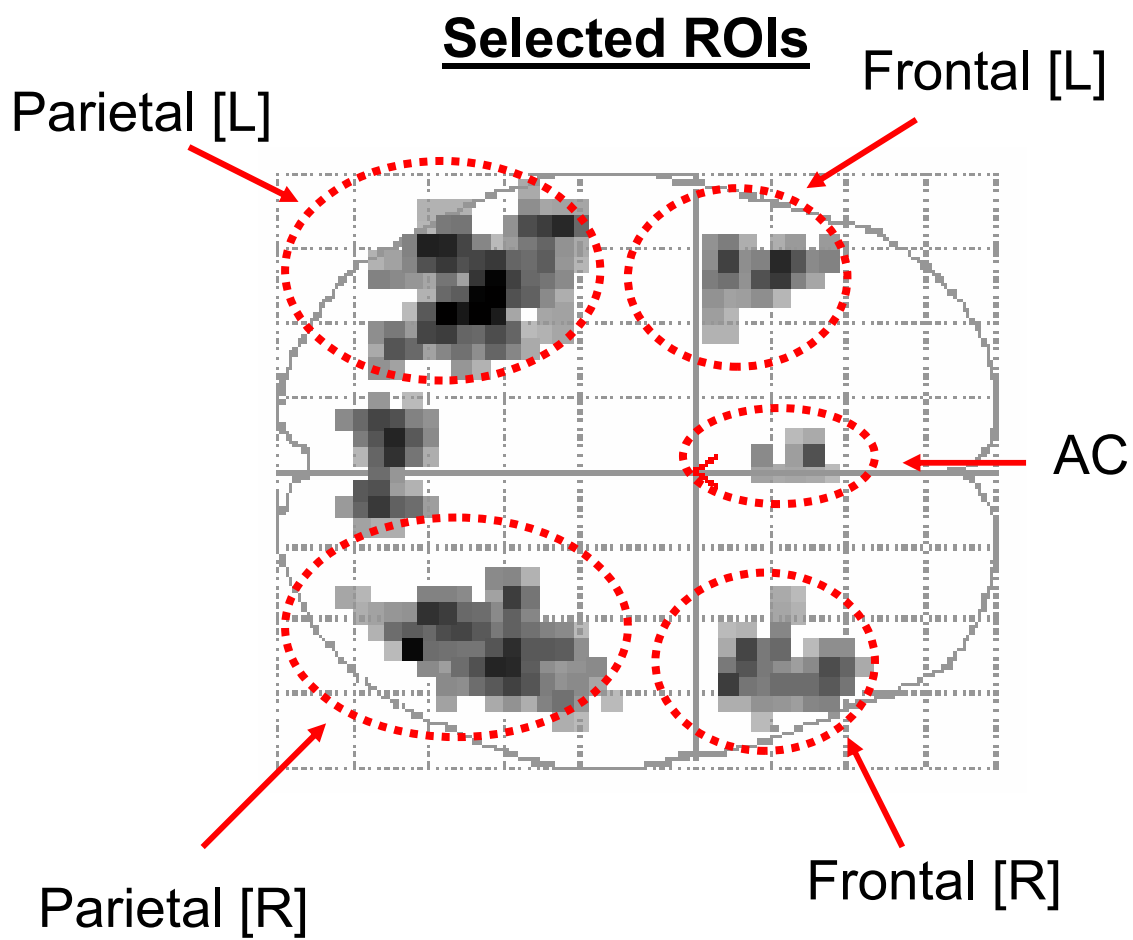 Selected ROIs
Frontal [L]
Parietal [L]
AC
Frontal [R]
Parietal [R]